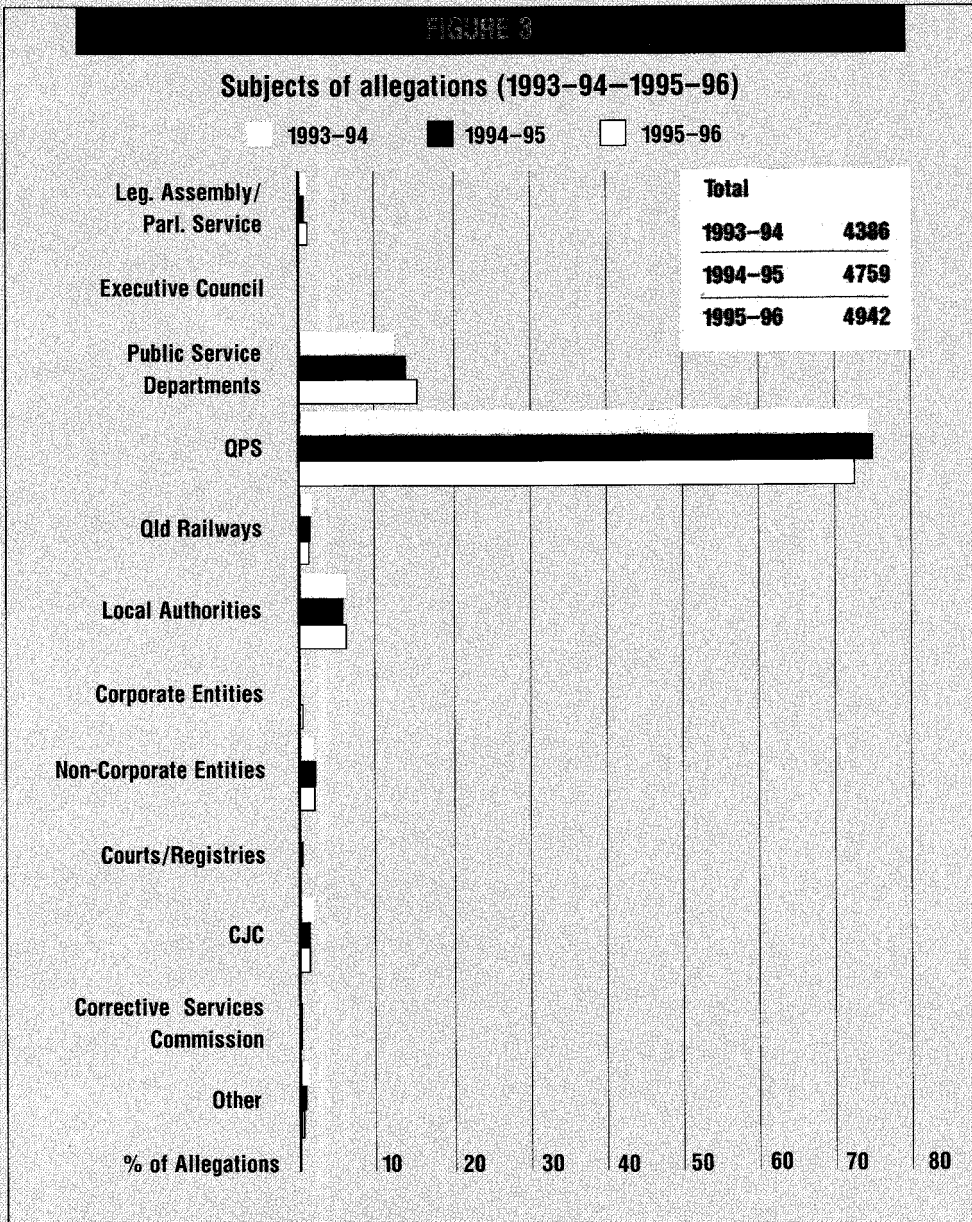 FIGURE 3
Subjects of allegations (1993–94–1995–96)
1993–94 1994–95 1995–96
Total
1993–94 4386
1994–95 4759
1995–96 4942
Leg. Assembly/
Parl. Service
Executive Council
Public Service
Departments
QPS
Qld Railways
Local Authorities
Corporate Entities
Non-Corporate Entities
Courts/Registries
CJC
Corrective Services
Commission
Other
% of Allegations 10 20 30 40 50 60 70 80